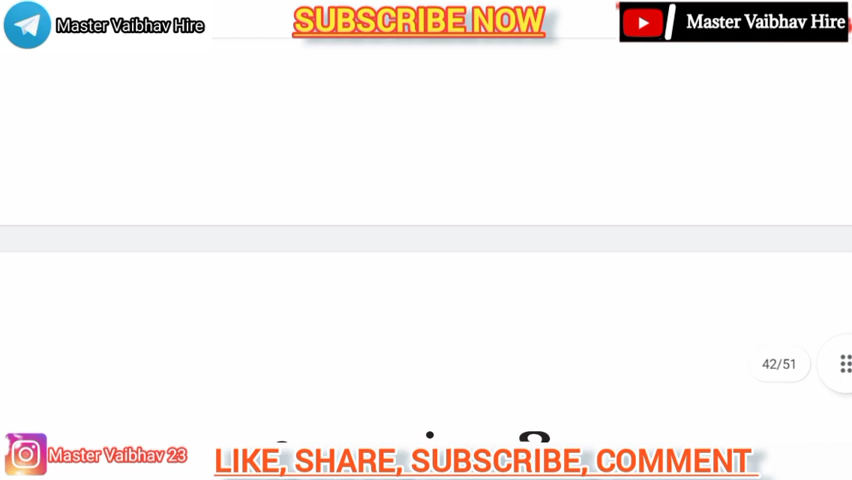 Master Vaibhav Hire
SUBSCRIBE NOW
Master Vaibhav Hire
42/51
Master Vaibhav 23
LIKE, SHARE, SUBSCRIBE, COMMENT